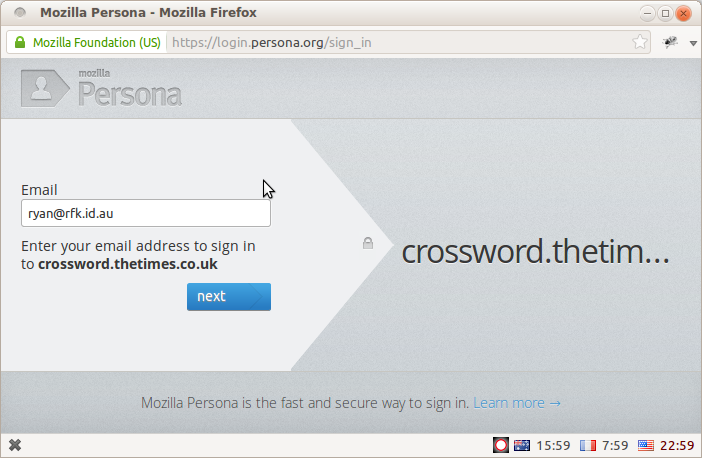 Mozilla Persona - Mozilla Firefox
Mozilla Foundation (US) https://login.persona.org/sign_in
mozilla
Persona
Email
ryan@rfk.id.au
Enter your email address to sign in
to crossword.thetimes.co.uk
next
crossword.thetim...
Mozilla Persona is the fast and secure way to sign in. Learn more →
15:59 7:59 22:59